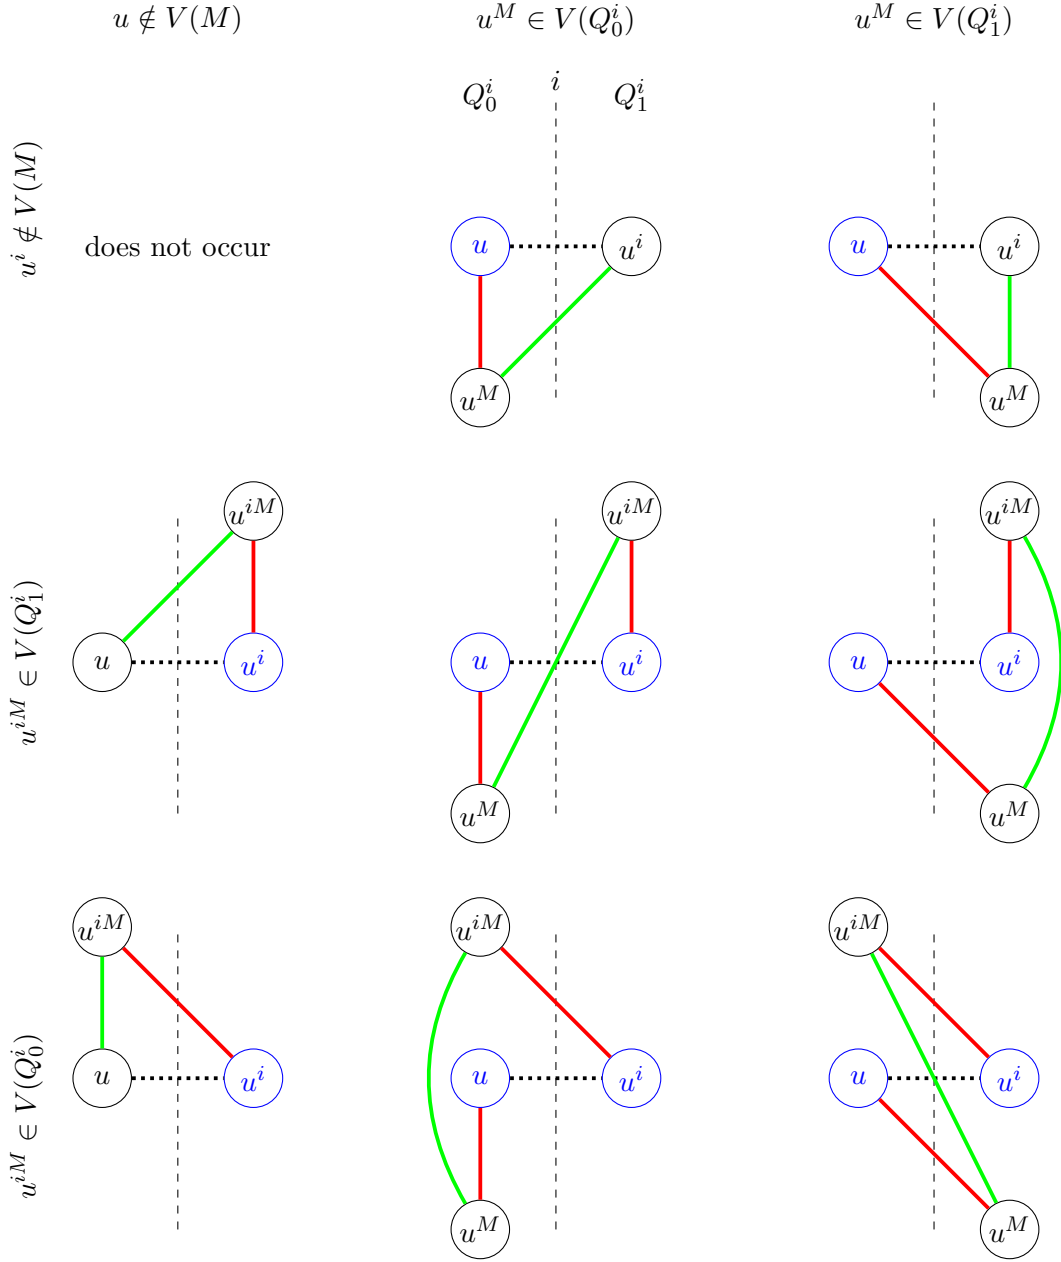 u ∉ V(M) u^M ∈ V(Q_0^i) u^M ∈ V(Q_1^i)
Q_0^i i Q_1^i
u^i ∉ V(M)
does not occur
u u^i
u^M
u u^i
u^M
u^{iM} ∈ V(Q_1^i)
u^{iM}
u u^i
u^{iM}
u u^i
u^M
u^{iM}
u u^i
u^M
u^{iM} ∈ V(Q_0^i)
u^{iM}
u u^i
u^{iM}
u u^i
u^M
u^{iM}
u u^i
u^M